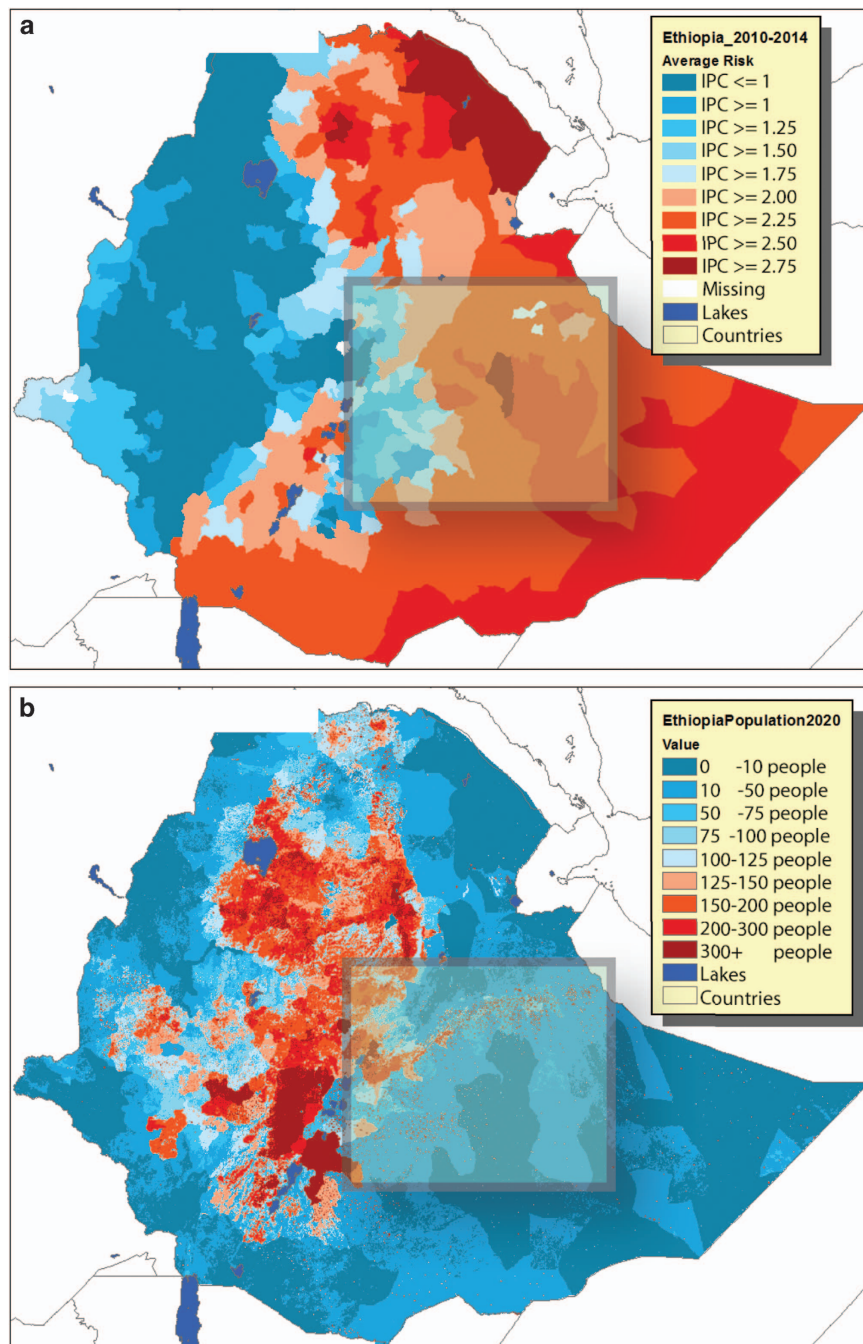 a
Ethiopia_2010-2014
Average Risk
IPC <= 1
IPC >= 1
IPC >= 1.25
IPC >= 1.50
IPC >= 1.75
IPC >= 2.00
IPC >= 2.25
IPC >= 2.50
IPC >= 2.75
Missing
Lakes
Countries
b
EthiopiaPopulation2020
Value
0 -10 people
10 -50 people
50 -75 people
75 -100 people
100-125 people
125-150 people
150-200 people
200-300 people
300+ people
Lakes
Countries